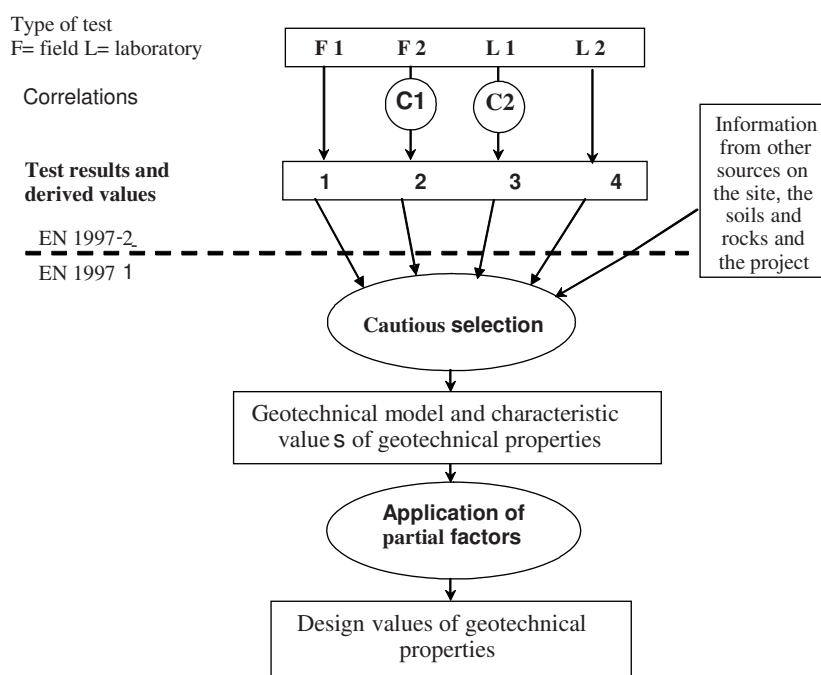 Type of test
F= field L= laboratory
F 1 F 2 L 1 L 2
Correlations
C1 C2
Information
from other
sources on
the site, the
soils and
rocks and
the project
Test results and
derived values
1 2 3 4
EN 1997-2
EN 1997 1
Cautious selection
Geotechnical model and characteristic
values of geotechnical properties
Application of
partial factors
Design values of geotechnical
properties